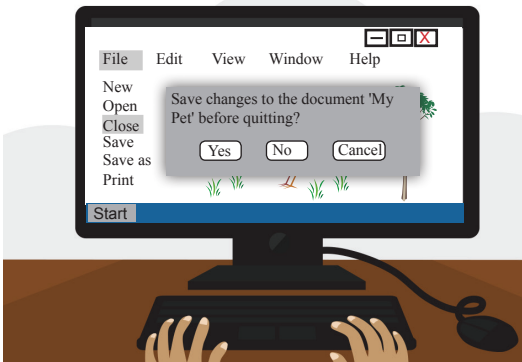 X
File Edit View Window Help
New
Open
Close
Save
Save as
Print
Save changes to the document 'My
Pet' before quitting?
Yes No Cancel
Start